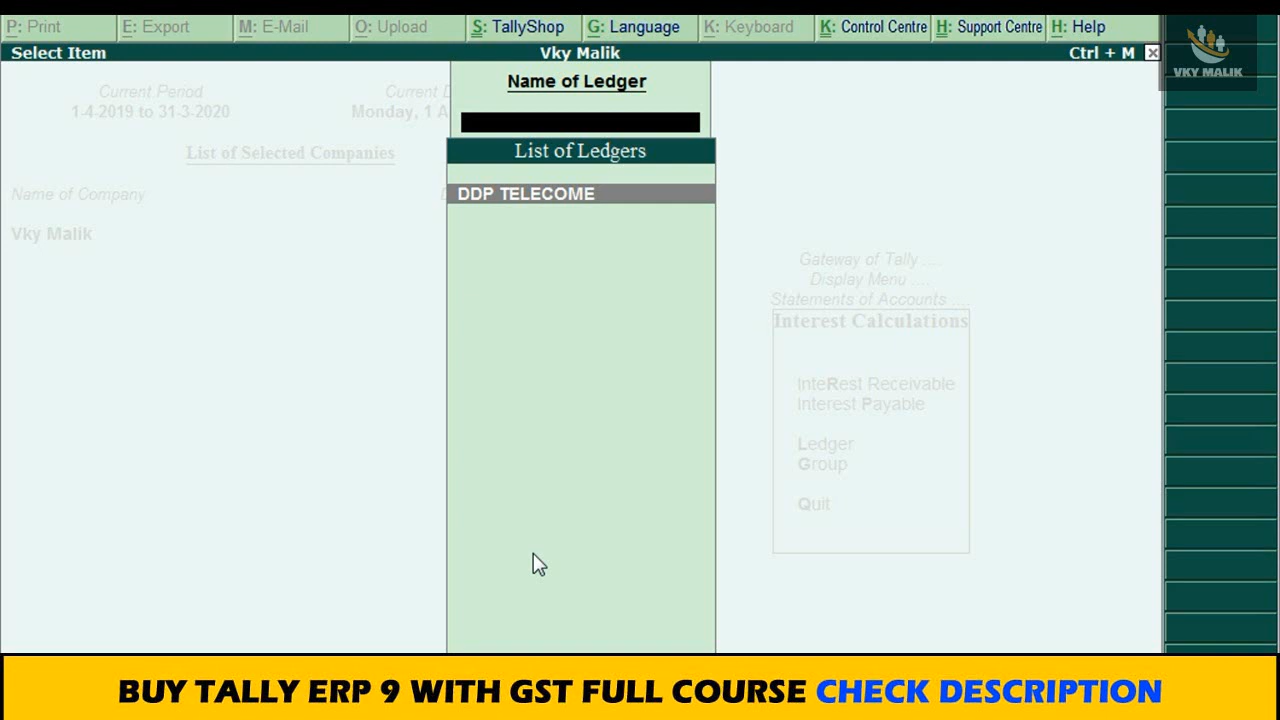 P: Print E: Export M: E-Mail O: Upload S: TallyShop G: Language K: Keyboard K: Control Centre H: Support Centre H: Help
Select Item Vky Malik Ctrl + M
VKY MALIK
Name of Ledger
Current Period Current D
1-4-2019 to 31-3-2020 Monday, 1 A
List of Ledgers
List of Selected Companies
DDP TELECOME
Name of Company D
Vky Malik
Gateway of Tally ....
Display Menu ....
Statements of Accounts ....
Interest Calculations
InteRest Receivable
Interest Payable
Ledger
Group
Quit
BUY TALLY ERP 9 WITH GST FULL COURSE CHECK DESCRIPTION